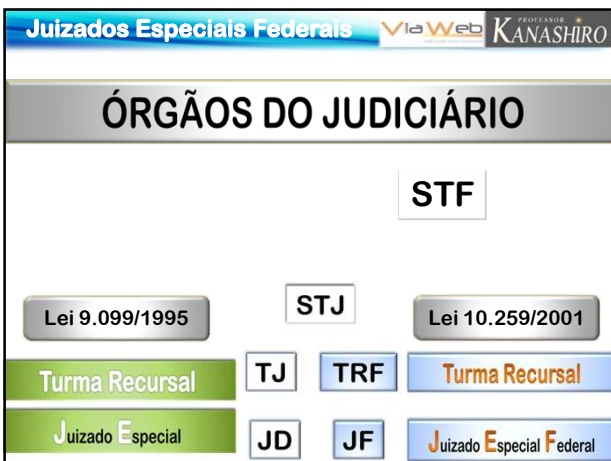 Juizados Especiais Federais
ViaWeb
PROFESSOR
KANASHIRO
ÓRGÃOS DO JUDICIÁRIO
STF
STJ
Lei 9.099/1995
Lei 10.259/2001
Turma Recursal
TJ
TRF
Turma Recursal
Juizado Especial
JD
JF
Juizado Especial Federal